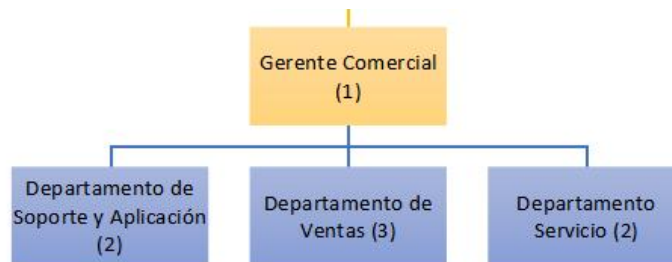 Gerente Comercial
(1)
Departamento de
Soporte y Aplicación
(2)
Departamento de
Ventas (3)
Departamento
Servicio (2)